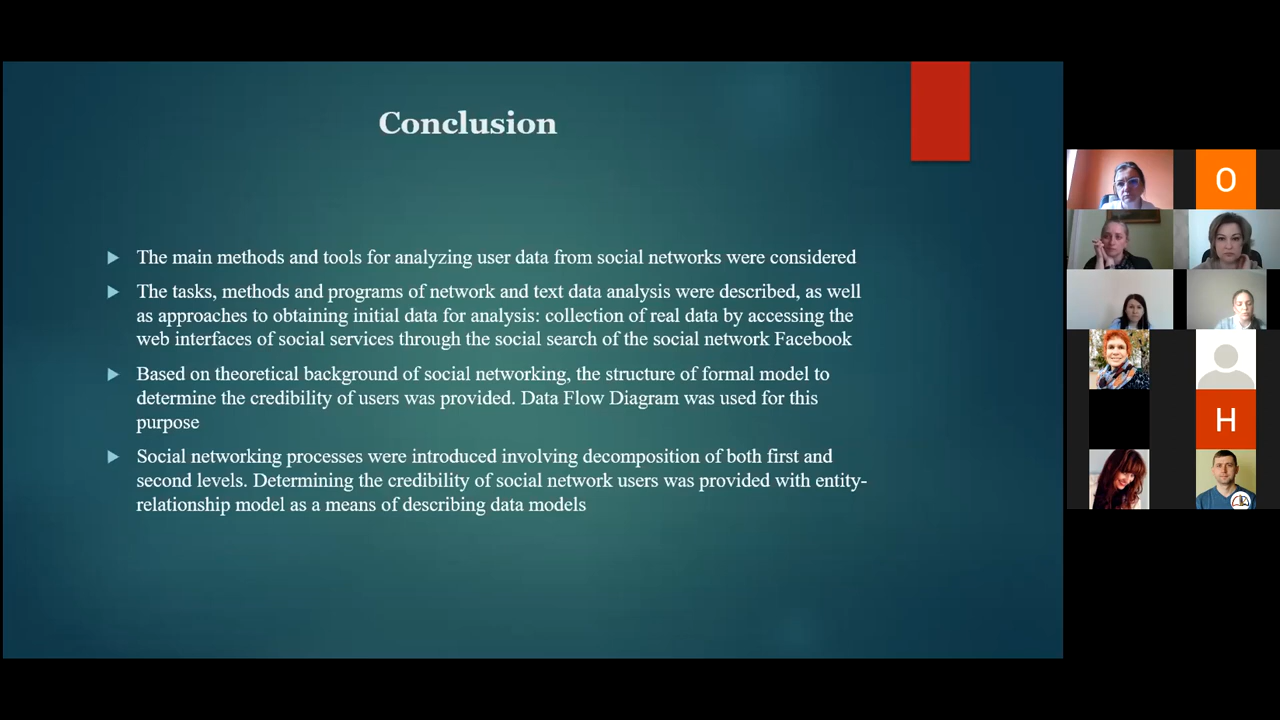 Conclusion
The main methods and tools for analyzing user data from social networks were considered
The tasks, methods and programs of network and text data analysis were described, as well
as approaches to obtaining initial data for analysis: collection of real data by accessing the
web interfaces of social services through the social search of the social network Facebook
Based on theoretical background of social networking, the structure of formal model to
determine the credibility of users was provided. Data Flow Diagram was used for this
purpose
Social networking processes were introduced involving decomposition of both first and
second levels. Determining the credibility of social network users was provided with entity-
relationship model as a means of describing data models
O
H